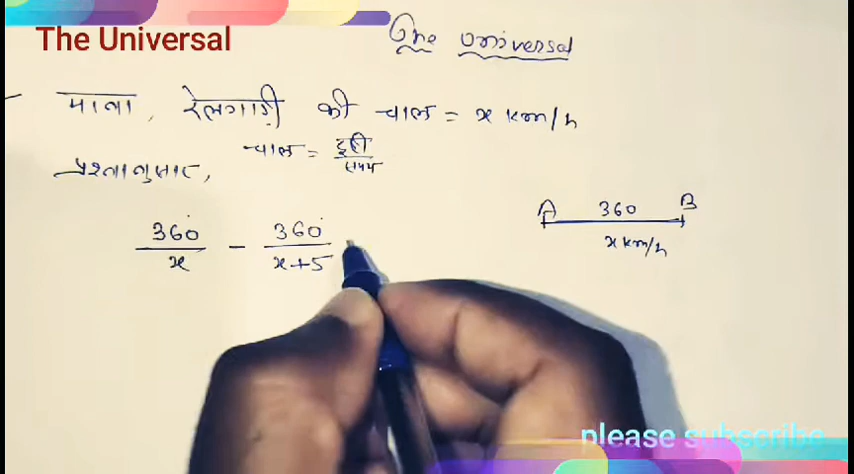 The Universal
The Universal
माना, रेलगाड़ी की चाल = x km/h
चाल = दूरी/समय
प्रश्नानुसार,
A 360 B
x km/h
360/x - 360/x+5
please subscribe